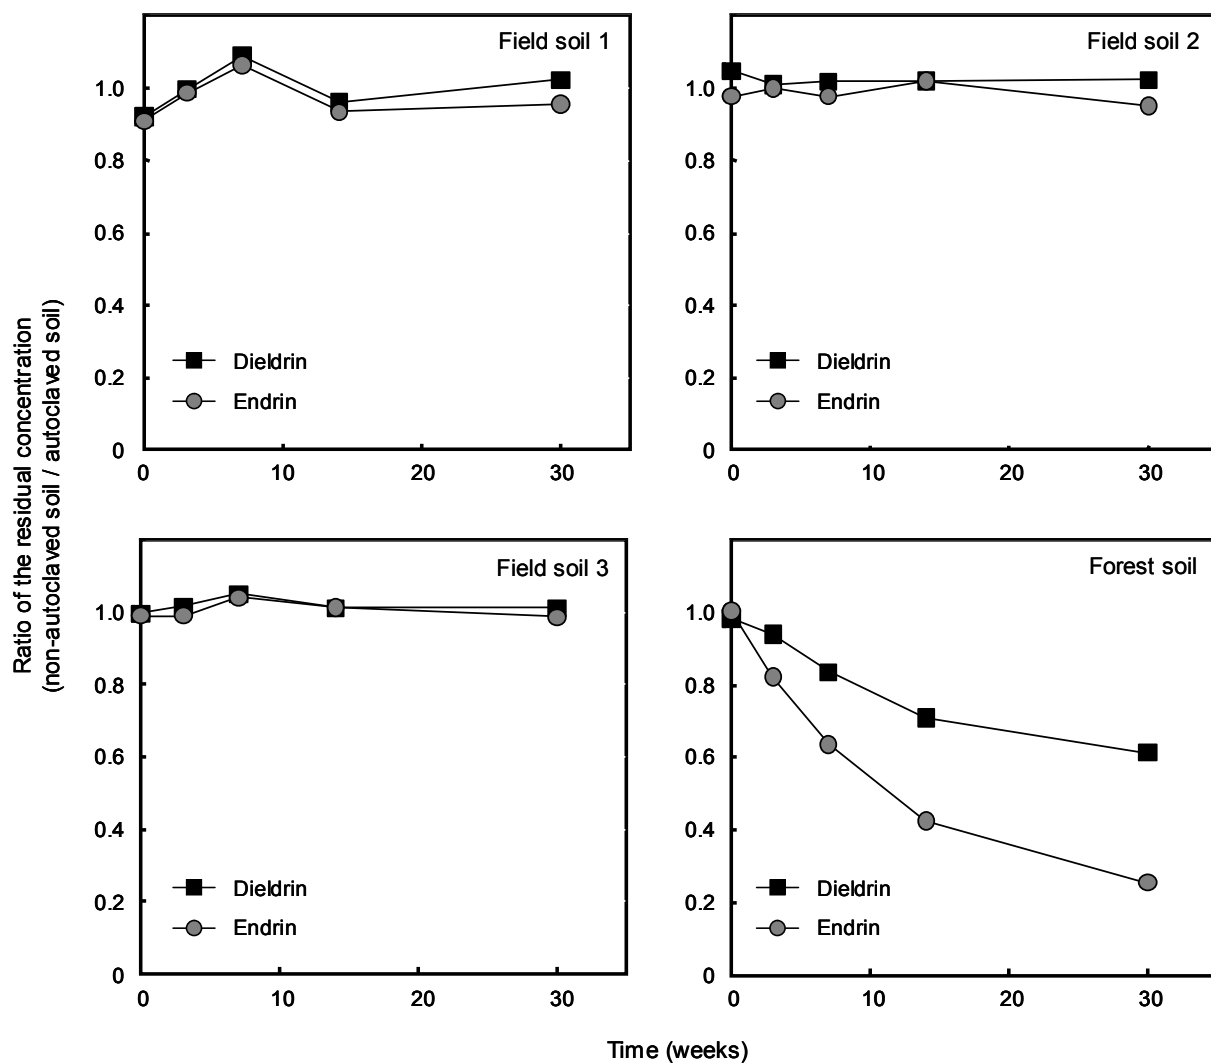 Ratio of the residual concentration
(non-autoclaved soil / autoclaved soil)
Field soil 1
1.0
0.8
0.6
0.4
0.2
0
Dieldrin
Endrin
0 10 20 30
Field soil 2
1.0
0.8
0.6
0.4
0.2
0
Dieldrin
Endrin
0 10 20 30
Field soil 3
1.0
0.8
0.6
0.4
0.2
0
Dieldrin
Endrin
0 10 20 30
Forest soil
1.0
0.8
0.6
0.4
0.2
0
Dieldrin
Endrin
0 10 20 30
Time (weeks)